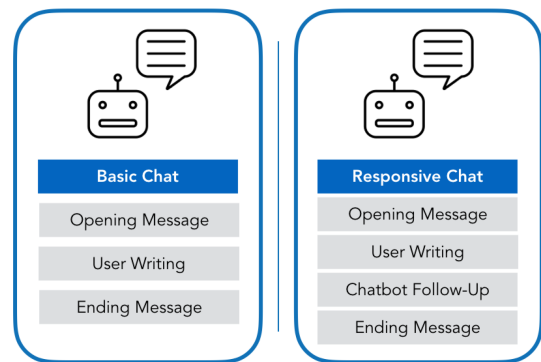 Basic Chat
Opening Message
User Writing
Ending Message
Responsive Chat
Opening Message
User Writing
Chatbot Follow-Up
Ending Message